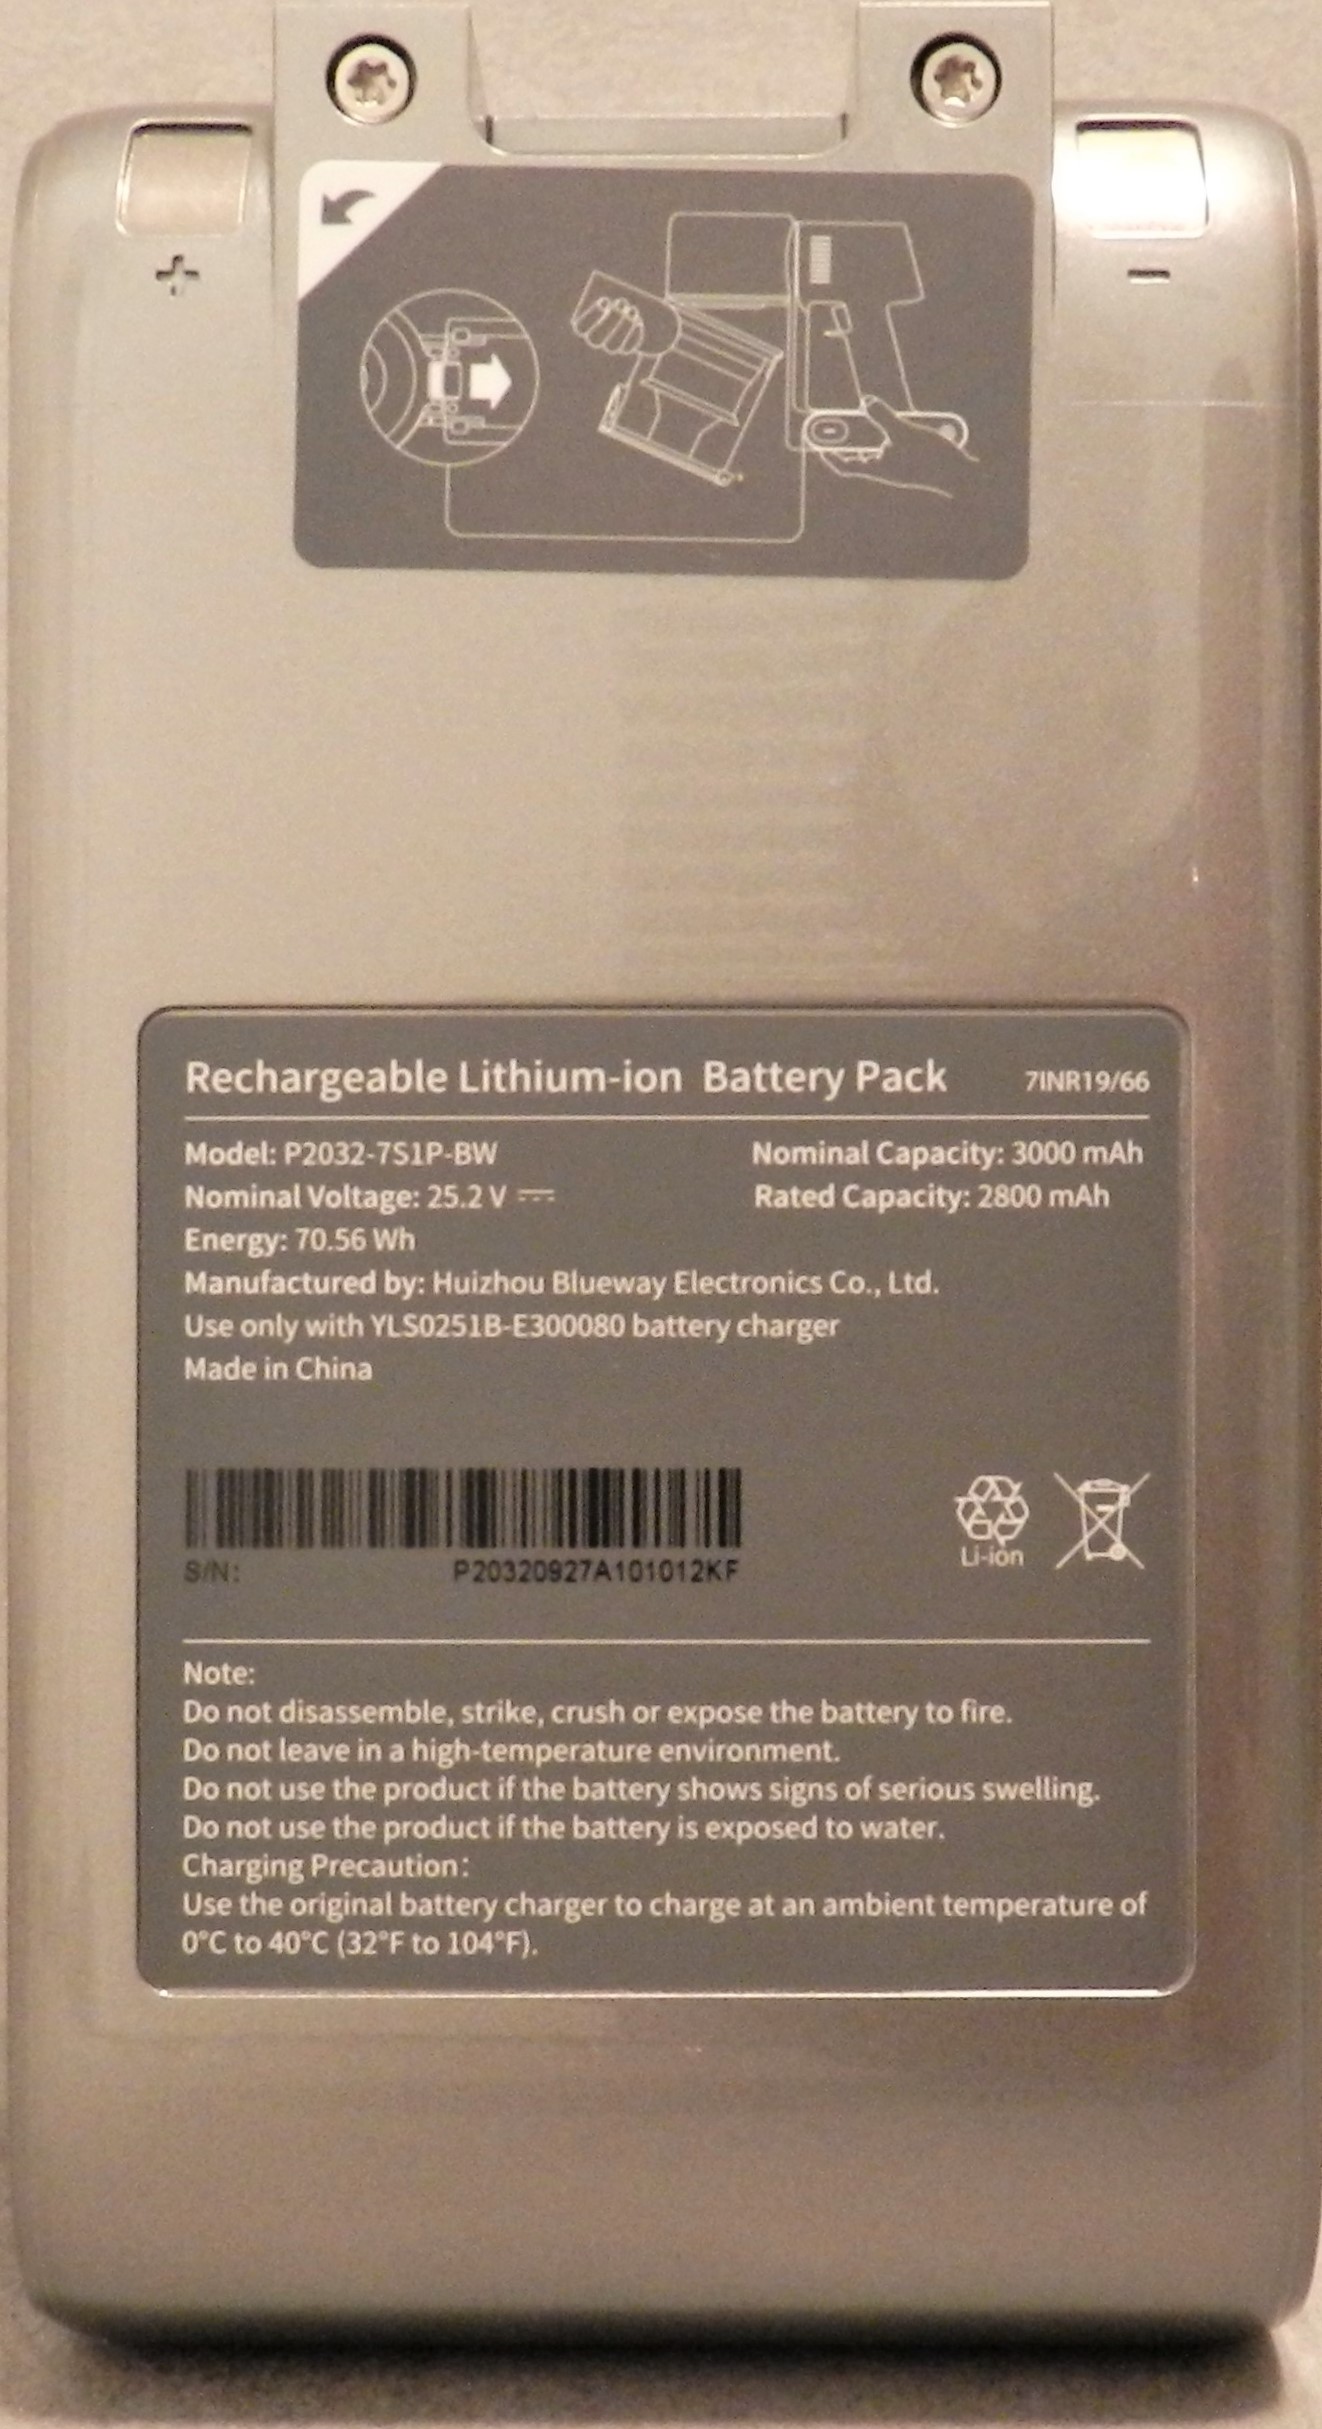 +
-
Rechargeable Lithium-ion Battery Pack 7INR19/66
Model: P2032-7S1P-BW Nominal Capacity: 3000 mAh
Nominal Voltage: 25.2 V ⎓ Rated Capacity: 2800 mAh
Energy: 70.56 Wh
Manufactured by: Huizhou Blueway Electronics Co., Ltd.
Use only with YLS0251B-E300080 battery charger
Made in China
S/N: P20320927A101012KF
Li-ion
Note:
Do not disassemble, strike, crush or expose the battery to fire.
Do not leave in a high-temperature environment.
Do not use the product if the battery shows signs of serious swelling.
Do not use the product if the battery is exposed to water.
Charging Precaution:
Use the original battery charger to charge at an ambient temperature of
0°C to 40°C (32°F to 104°F).